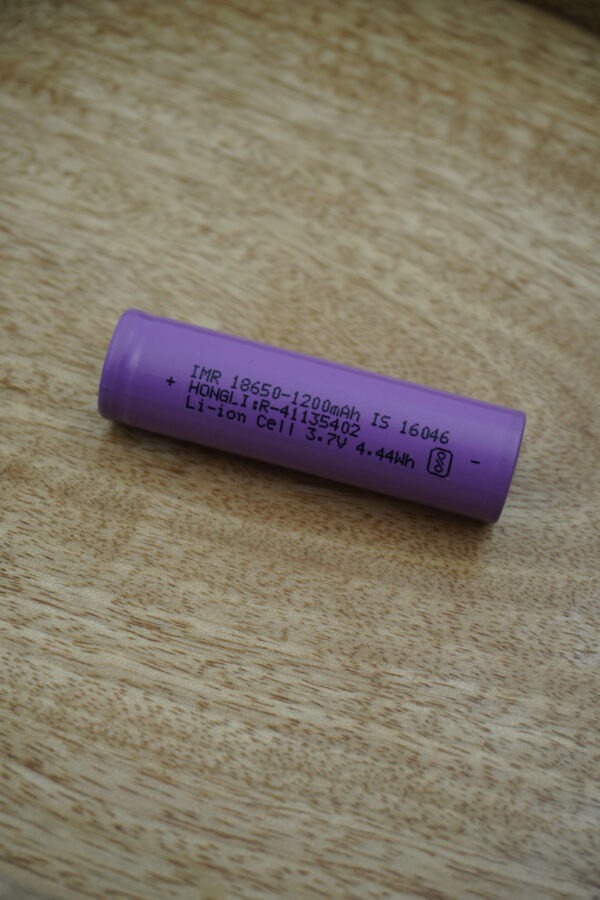 IMR 18650-1200mAh IS 16046
+ HONGLI:R-41135402
Li-ion Cell 3.7V 4.44Wh -